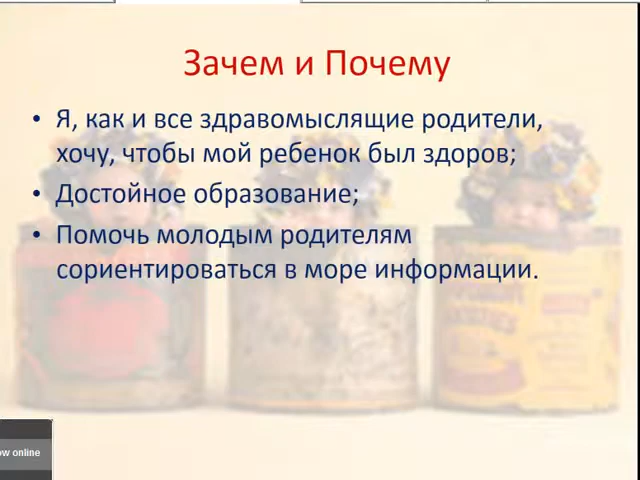 Зачем и Почему
• Я, как и все здравомыслящие родители,
хочу, чтобы мой ребенок был здоров;
• Достойное образование;
• Помочь молодым родителям
сориентироваться в море информации.
online